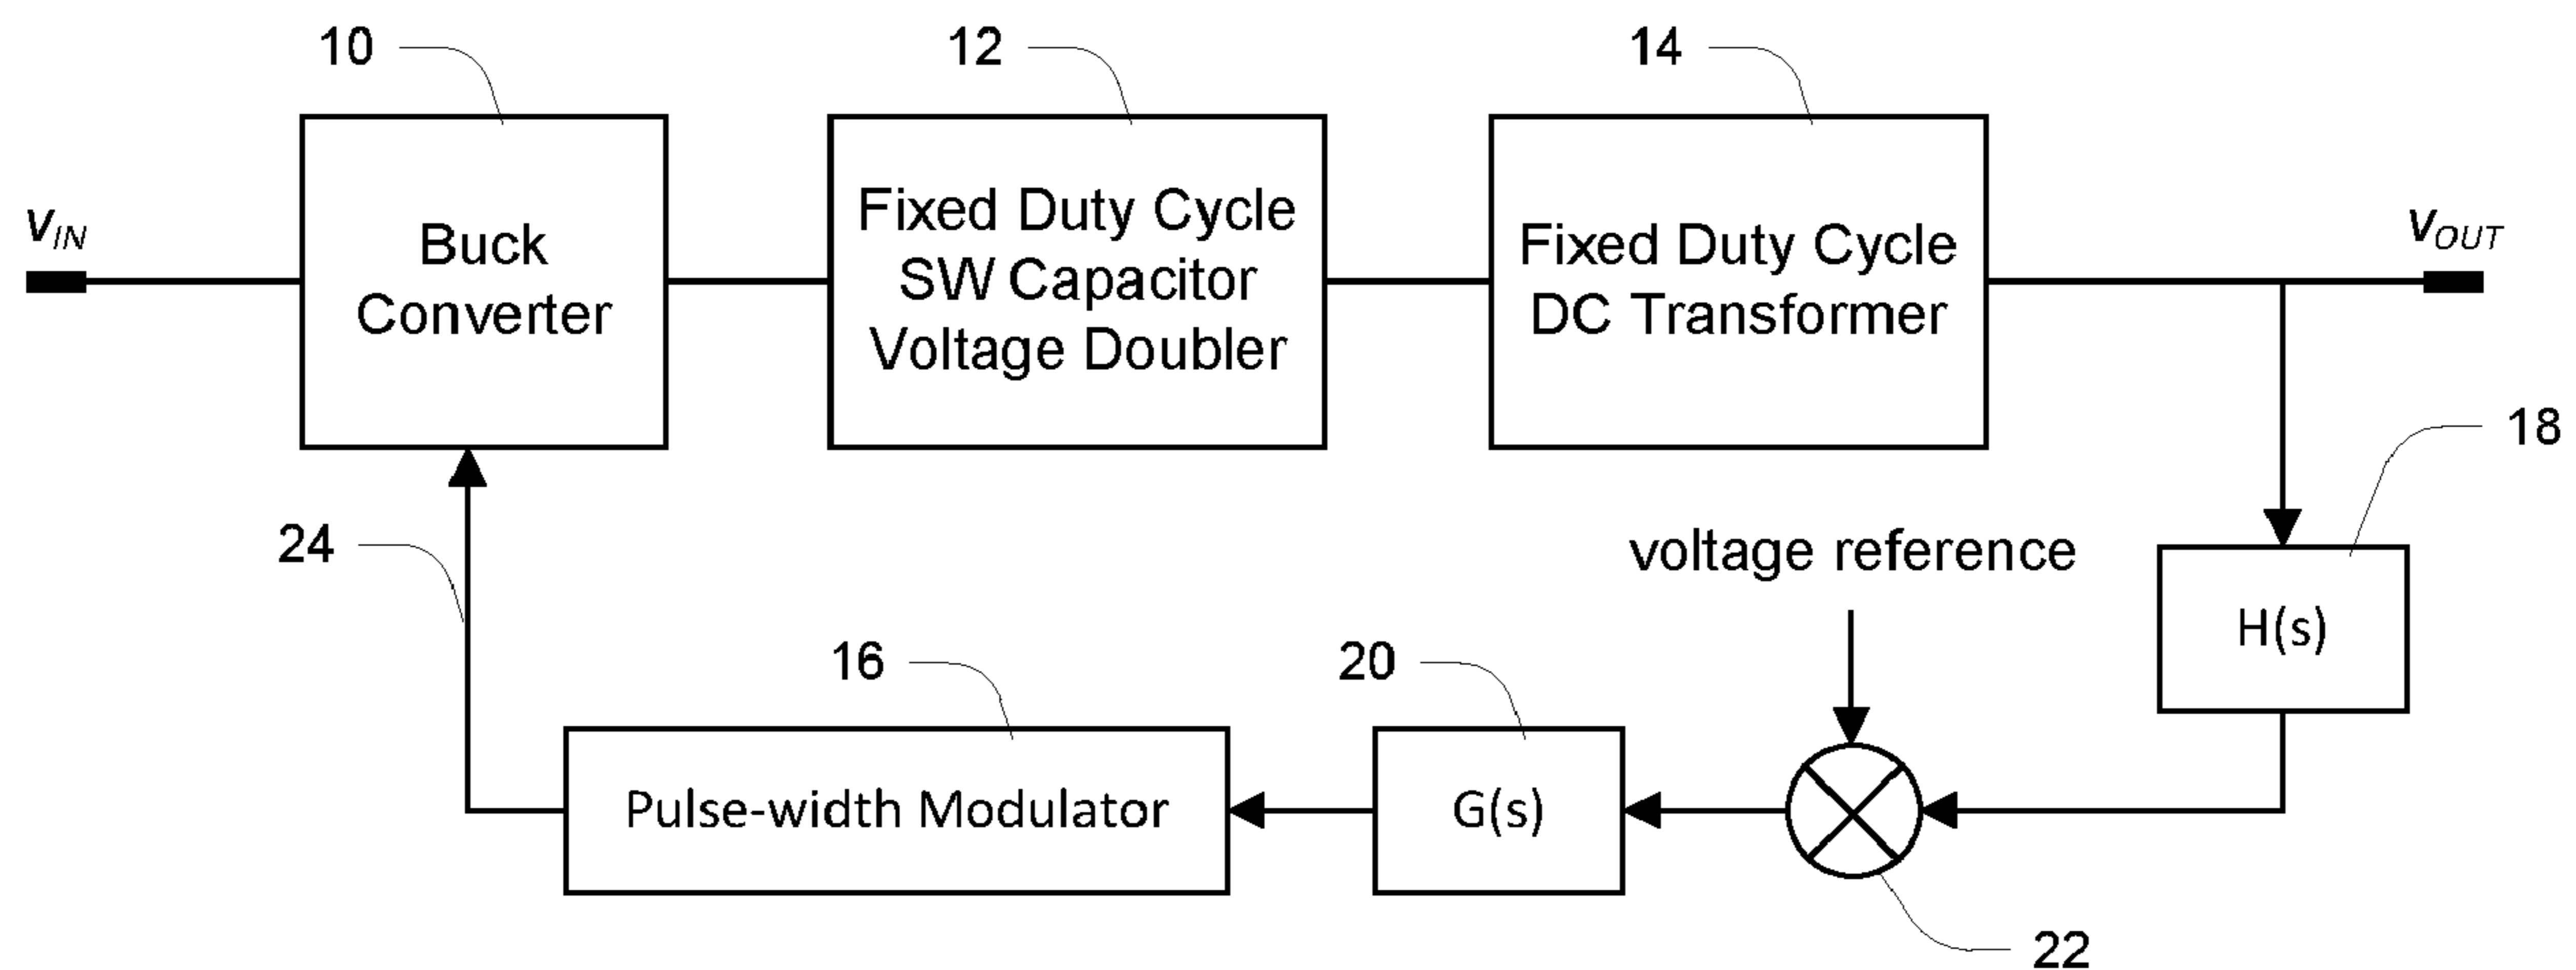 10
12
14
vIN
Buck
Converter
Fixed Duty Cycle
SW Capacitor
Voltage Doubler
Fixed Duty Cycle
DC Transformer
vOUT
18
24
voltage reference
H(s)
16
20
Pulse-width Modulator
G(s)
22